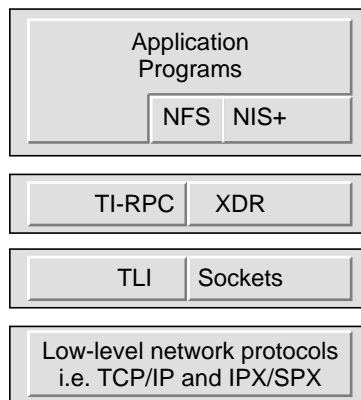 Application
Programs
NFS NIS+
TI-RPC XDR
TLI Sockets
Low-level network protocols
i.e. TCP/IP and IPX/SPX